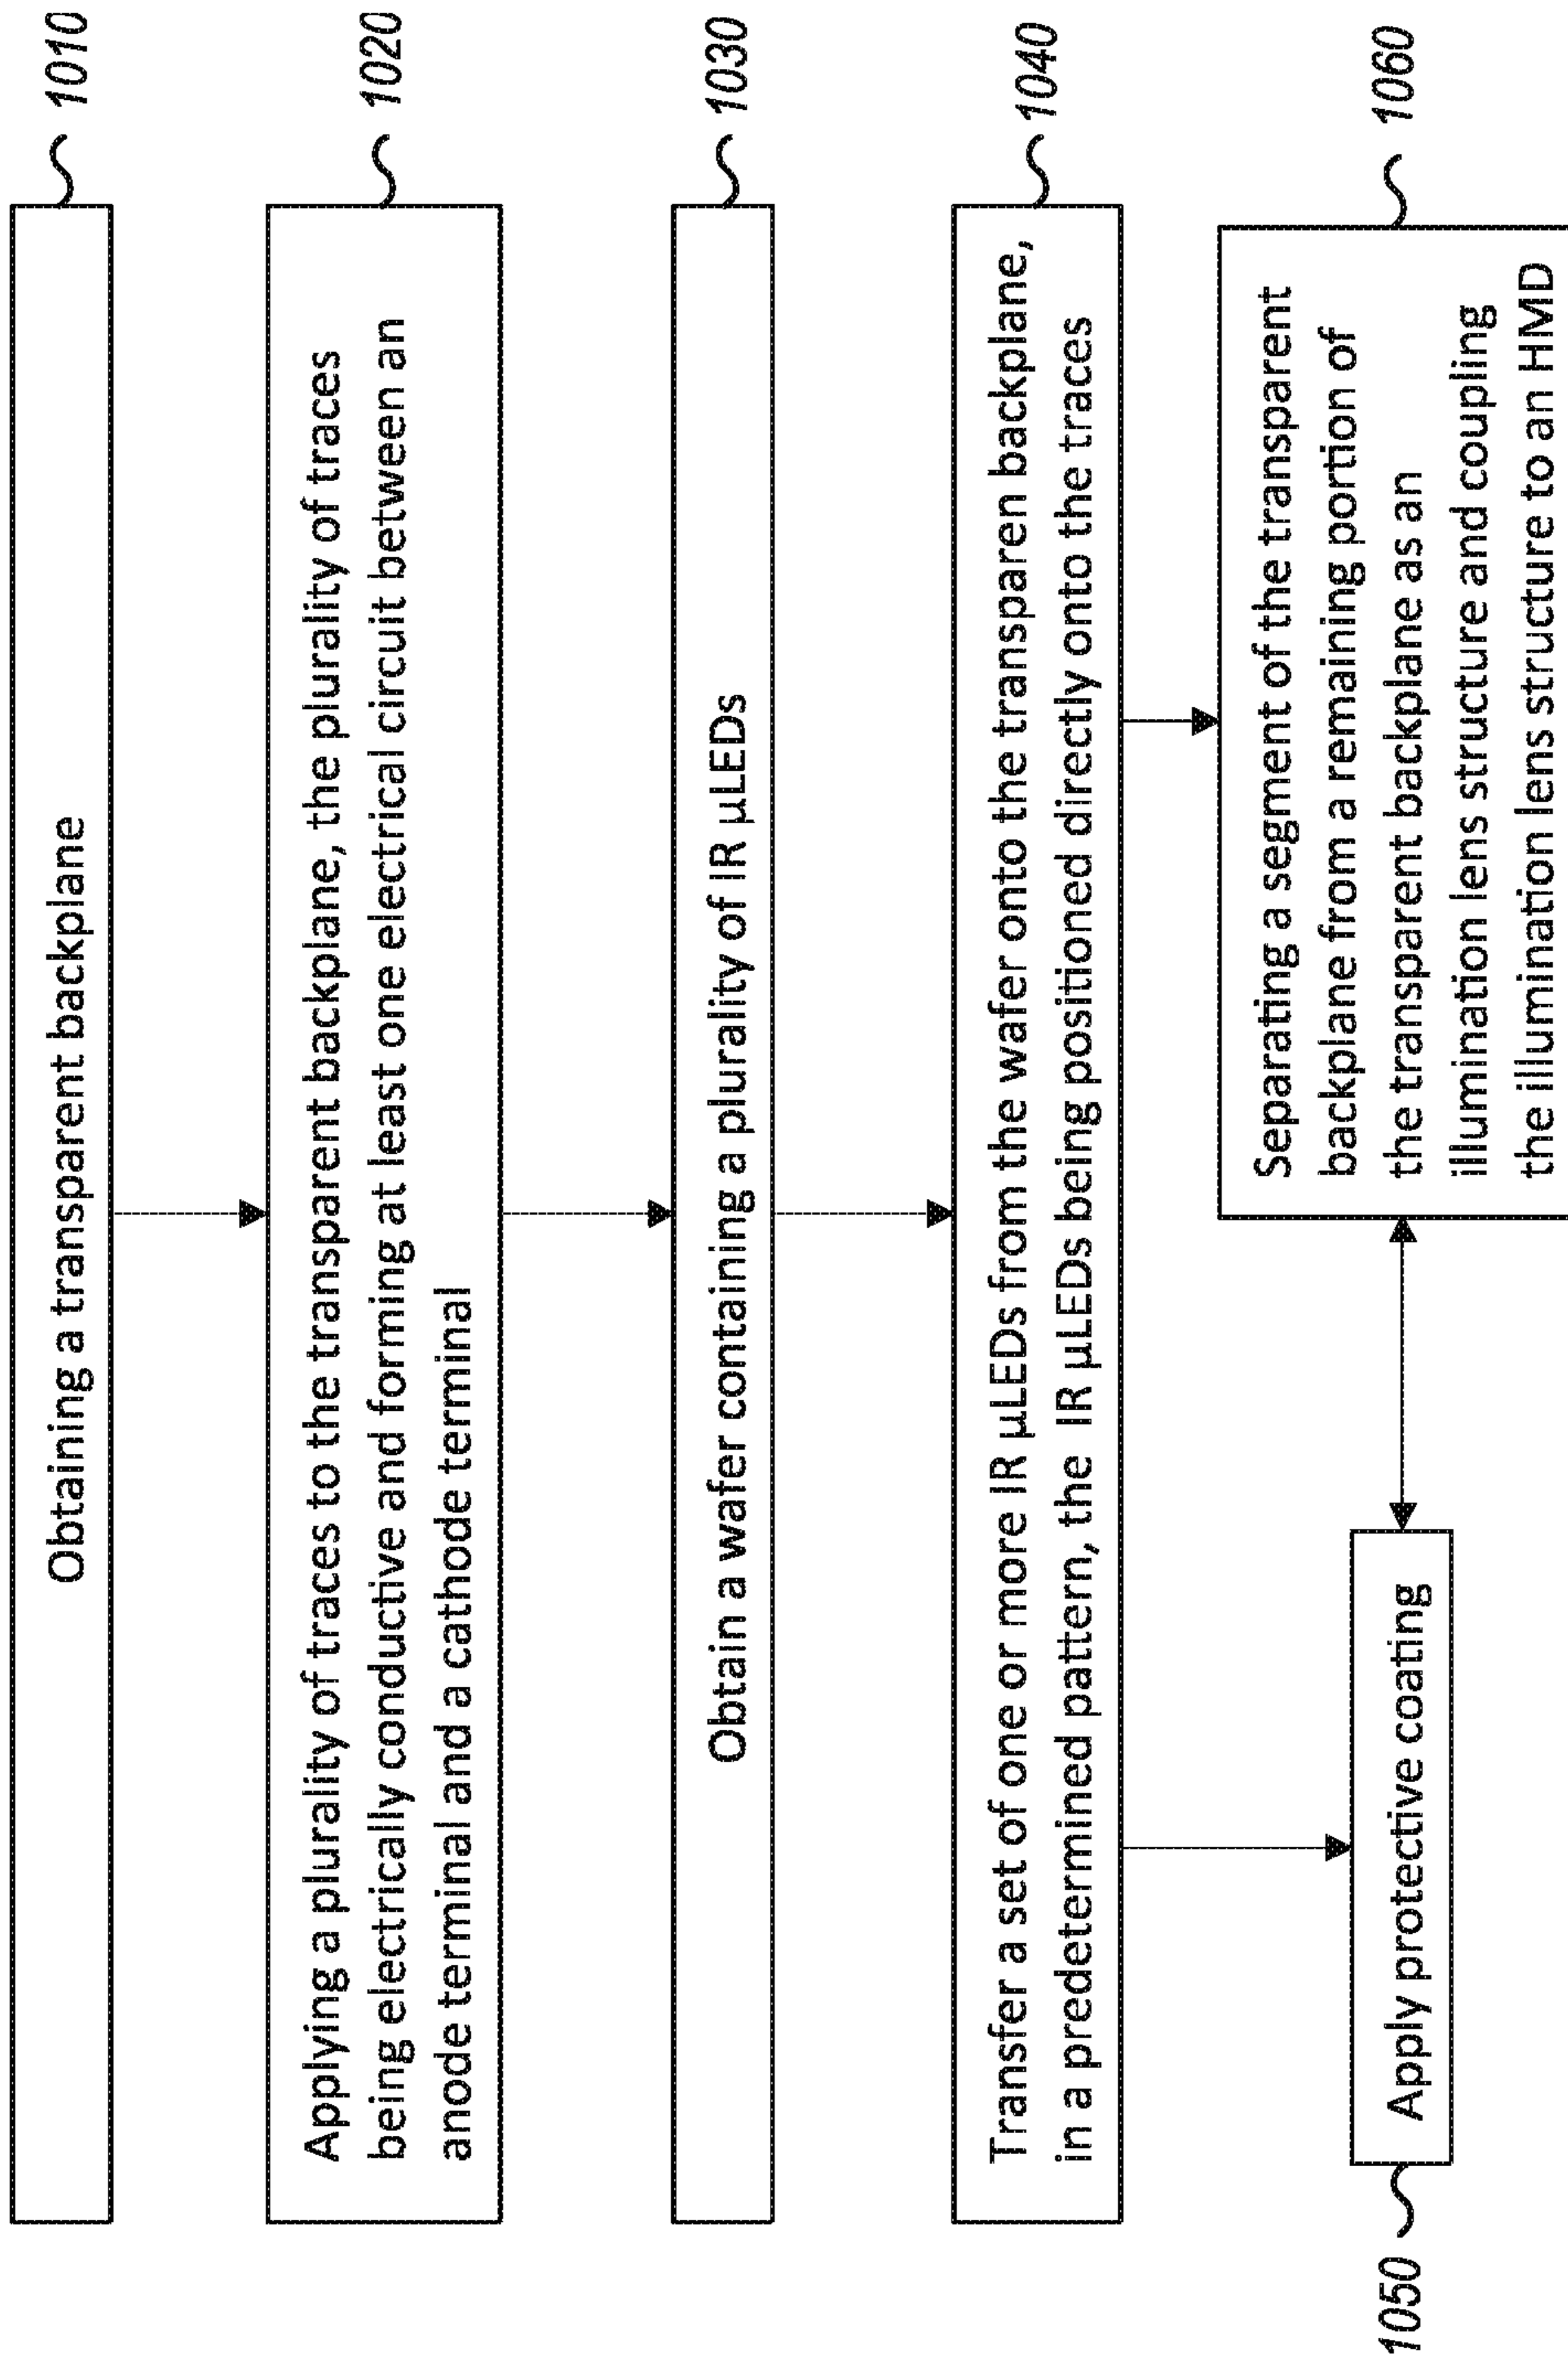 Obtaining a transparent backplane
1010
Applying a plurality of traces to the transparent backplane, the plurality of traces
being electrically conductive and forming at least one electrical circuit between an
anode terminal and a cathode terminal
1020
Obtain a wafer containing a plurality of IR µLEDs
1030
Transfer a set of one or more IR µLEDs from the wafer onto the transparen backplane,
in a predetermined pattern, the IR µLEDs being positioned directly onto the traces
1040
1050
Apply protective coating
Separating a segment of the transparent
backplane from a remaining portion of
the transparent backplane as an
illumination lens structure and coupling
the illumination lens structure to an HMD
1060